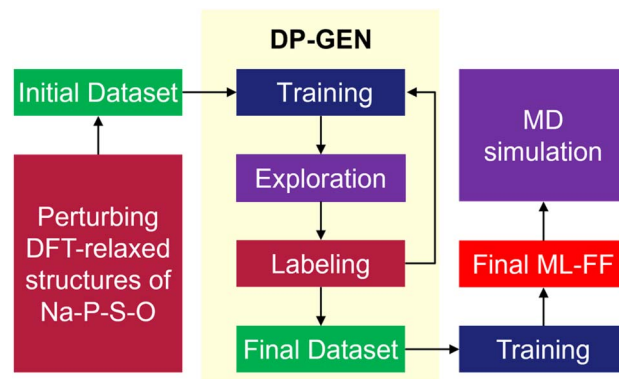 DP-GEN
Initial Dataset
Training
Exploration
Labeling
Final Dataset
Perturbing
DFT-relaxed
structures of
Na-P-S-O
MD
simulation
Final ML-FF
Training